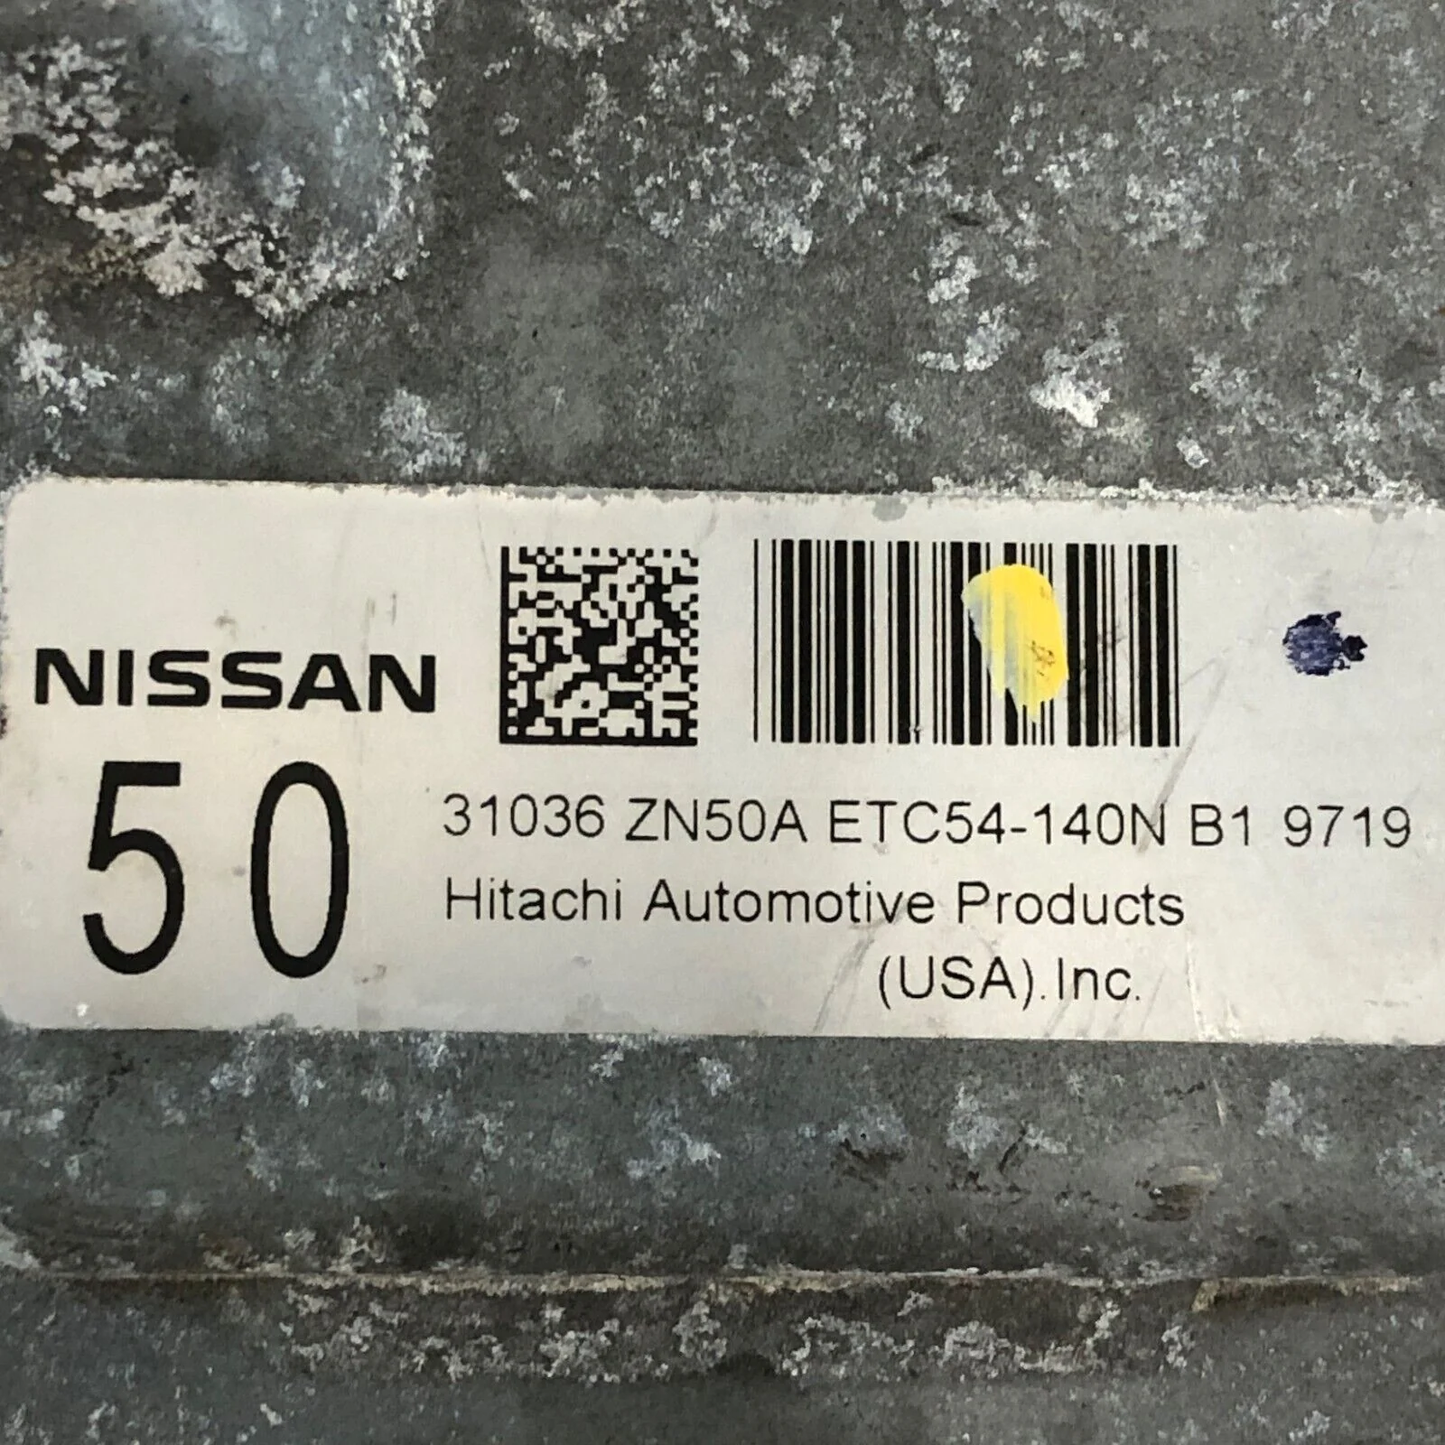 NISSAN
50
31036 ZN50A ETC54-140N B1 9719
Hitachi Automotive Products
(USA).Inc.